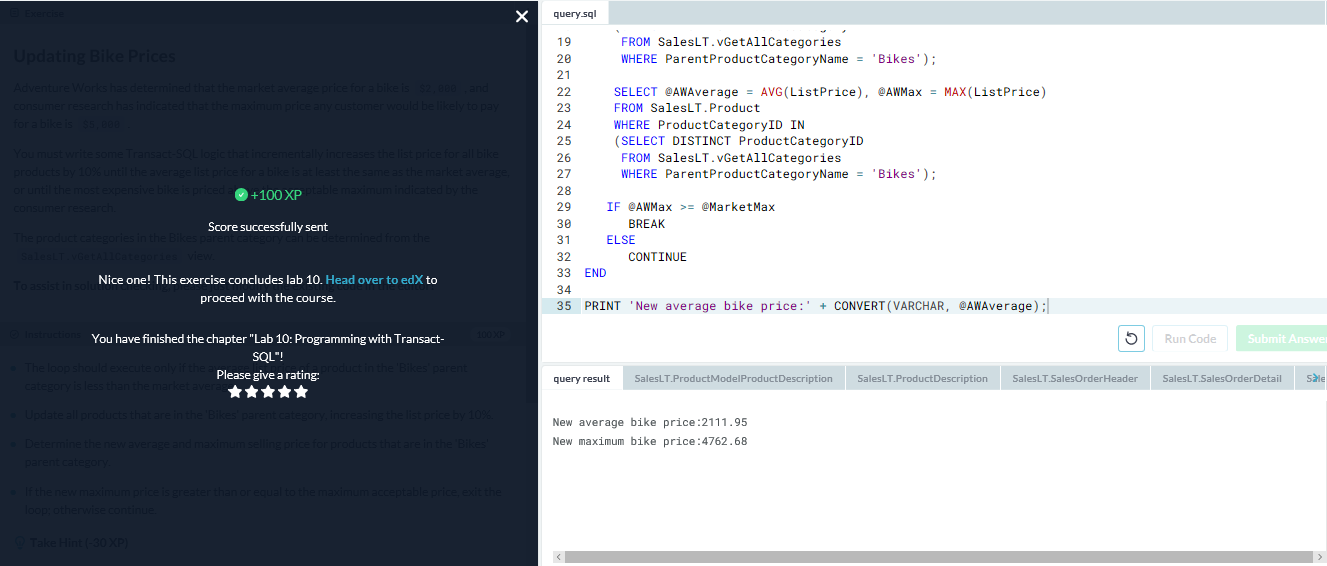 Exercise
Updating Bike Prices
Adventure Works has determined that the market average price for a bike is $2,000, and
consumer research has indicated that the maximum price any customer would be likely to pay
for a bike is
You must write some Transact-SQL logic that incrementally increases the list price for all bike
products by 10% until the average list price for a bike is at least the same as the market average,
or until the most expensive bike is priced acceptable maximum indicated by the
consumer research.
The product categories in the Bikes parent category can be determined from the
SalesLT.vGetAllCategories view.
To assist in
+100 XP
Score successfully sent
Nice one! This exercise concludes lab 10. Head over to edX to
proceed with the course.
You have finished the chapter "Lab 10: Programming with Transact-
SQL"!
Please give a rating:
Instructions
100 XP
The loop should execute only if the product in the 'Bikes' parent
category is less than the market average.
Update all products that are in the 'Bikes' parent category, increasing the list price by 10%.
Determine the new average and maximum selling price for products that are in the 'Bikes'
parent category.
If the new maximum price is greater than or equal to the maximum acceptable price, exit the
loop; otherwise continue.
Take Hint (-30 XP)
query.sql
19 FROM SalesLT.vGetAllCategories
20 WHERE ParentProductCategoryName = 'Bikes');
21
22 SELECT @AWAverage = AVG(ListPrice), @AWMax = MAX(ListPrice)
23 FROM SalesLT.Product
24 WHERE ProductCategoryID IN
25 (SELECT DISTINCT ProductCategoryID
26 FROM SalesLT.vGetAllCategories
27 WHERE ParentProductCategoryName = 'Bikes');
28
29 IF @AWMax >= @MarketMax
30 BREAK
31 ELSE
32 CONTINUE
33 END
34
35 PRINT 'New average bike price:' + CONVERT(VARCHAR, @AWAverage);
Run Code
Submit Answer
query result
SalesLT.ProductModelProductDescription
SalesLT.ProductDescription
SalesLT.SalesOrderHeader
SalesLT.SalesOrderDetail
New average bike price:2111.95
New maximum bike price:4762.68